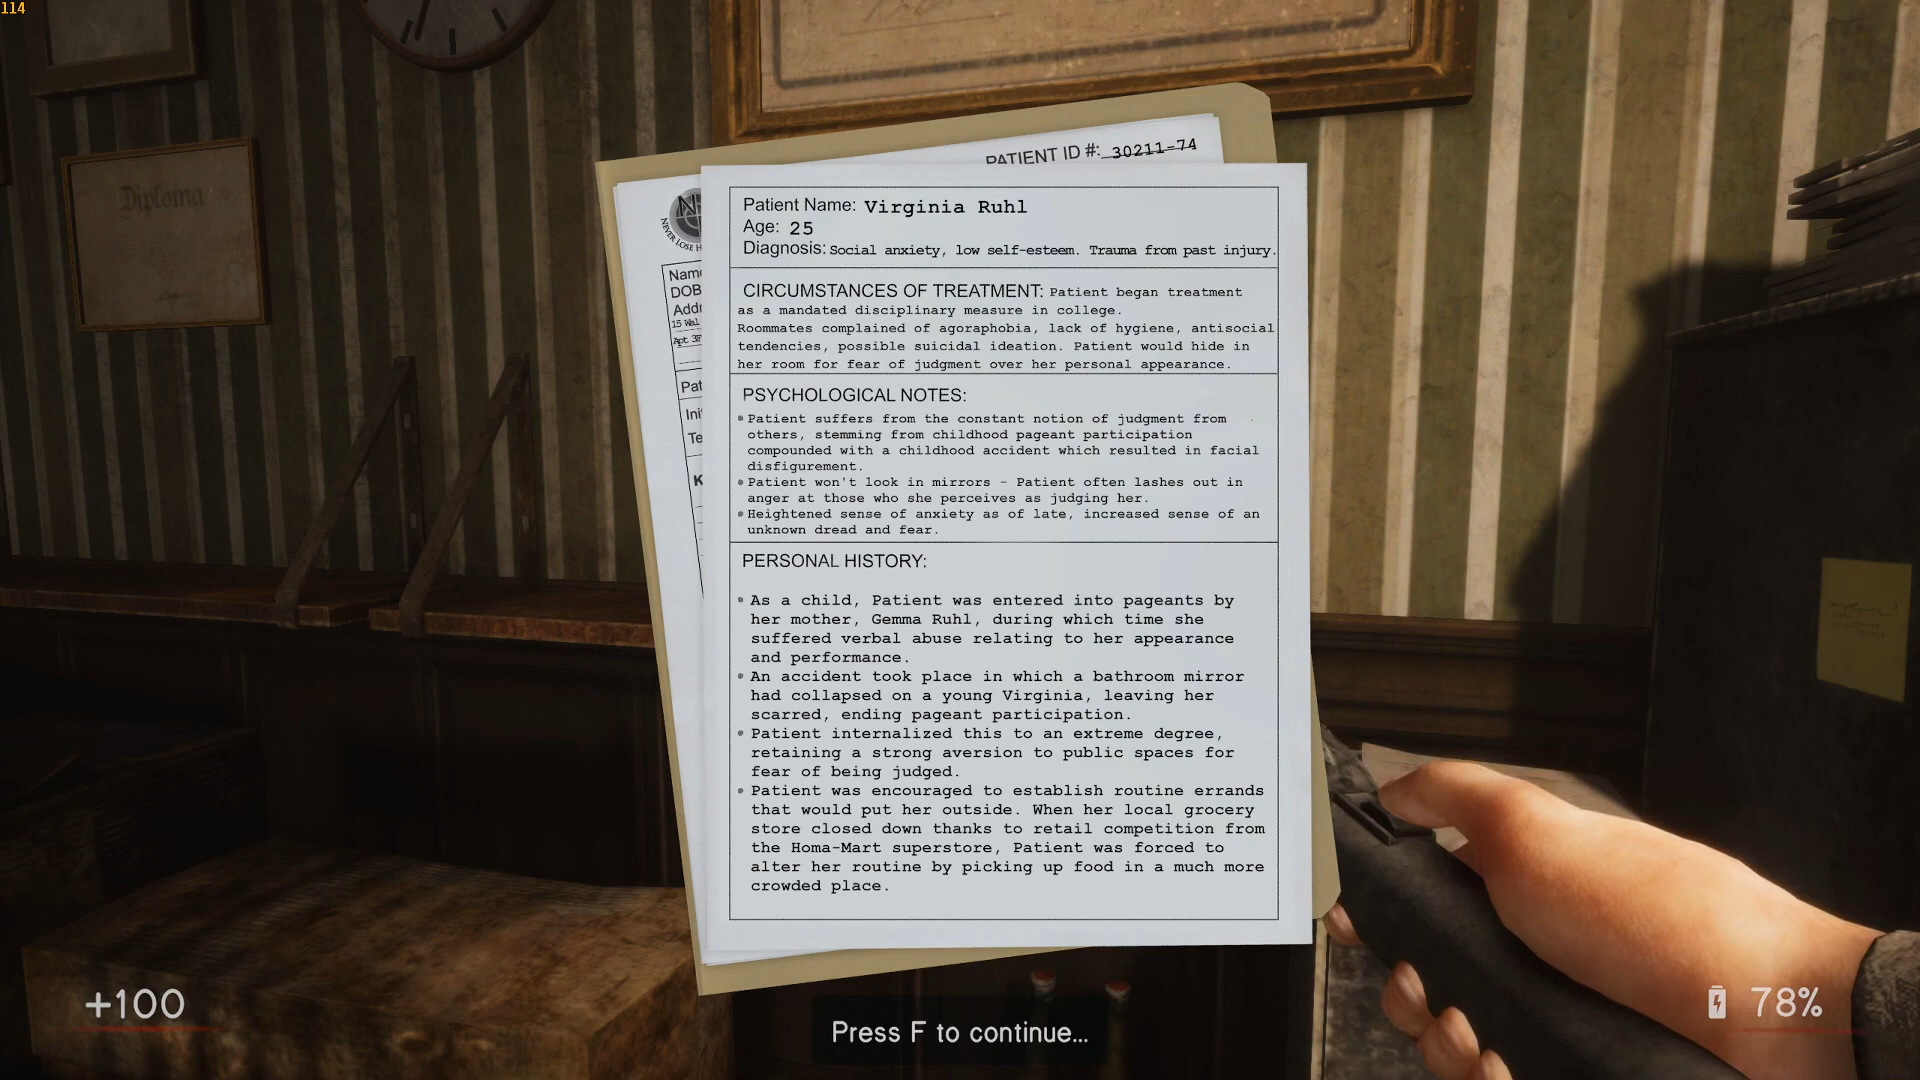 114
Diploma
PATIENT ID #: 30211-74
NEVER LOSE H
Nam
DOB
Addr
15 Wal
Apt 3F
Pat
Ini
Te
K
Patient Name: Virginia Ruhl
Age: 25
Diagnosis: Social anxiety, low self-esteem. Trauma from past injury.
CIRCUMSTANCES OF TREATMENT: Patient began treatment
as a mandated disciplinary measure in college.
Roommates complained of agoraphobia, lack of hygiene, antisocial
tendencies, possible suicidal ideation. Patient would hide in
her room for fear of judgment over her personal appearance.
PSYCHOLOGICAL NOTES:
• Patient suffers from the constant notion of judgment from
others, stemming from childhood pageant participation
compounded with a childhood accident which resulted in facial
disfigurement.
• Patient won't look in mirrors - Patient often lashes out in
anger at those who she perceives as judging her.
• Heightened sense of anxiety as of late, increased sense of an
unknown dread and fear.
PERSONAL HISTORY:
• As a child, Patient was entered into pageants by
her mother, Gemma Ruhl, during which time she
suffered verbal abuse relating to her appearance
and performance.
• An accident took place in which a bathroom mirror
had collapsed on a young Virginia, leaving her
scarred, ending pageant participation.
• Patient internalized this to an extreme degree,
retaining a strong aversion to public spaces for
fear of being judged.
• Patient was encouraged to establish routine errands
that would put her outside. When her local grocery
store closed down thanks to retail competition from
the Homa-Mart superstore, Patient was forced to
alter her routine by picking up food in a much more
crowded place.
+100
Press F to continue...
78%